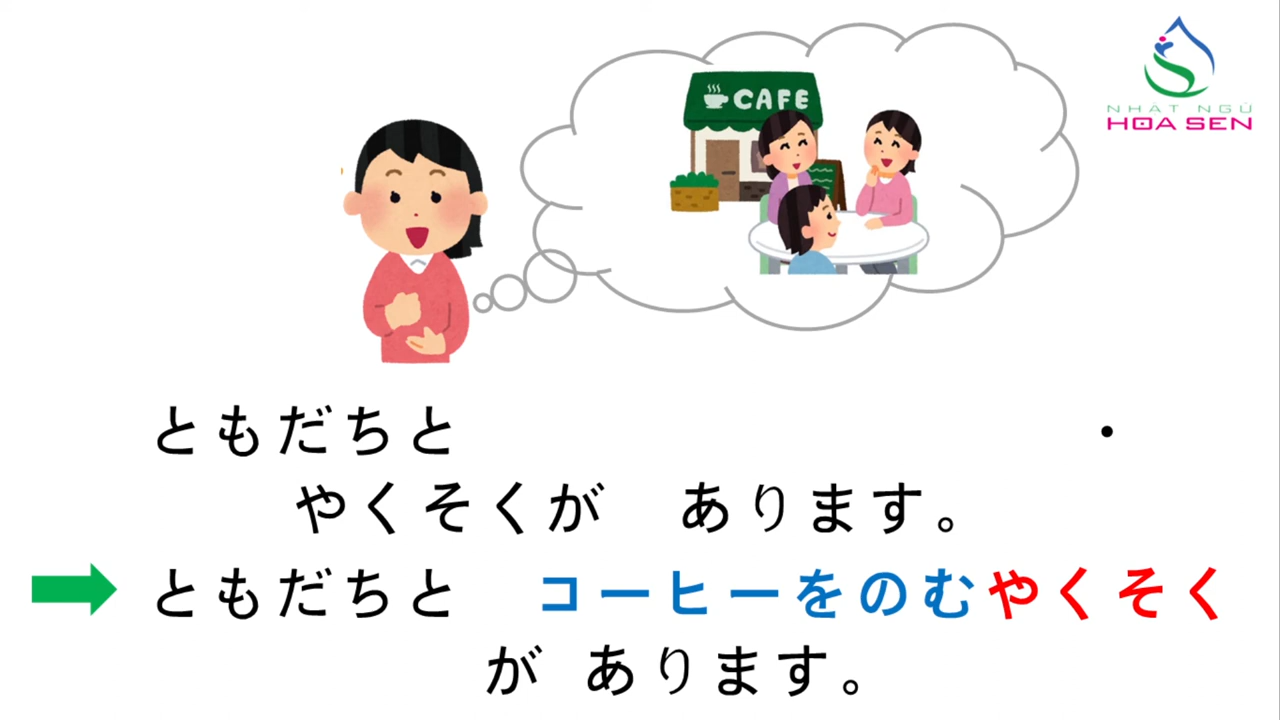 CAFE
NHẬT NGỮ
HOA SEN
ともだちと ・
やくそくが あります。
ともだちと コーヒーをのむやくそく
が あります。